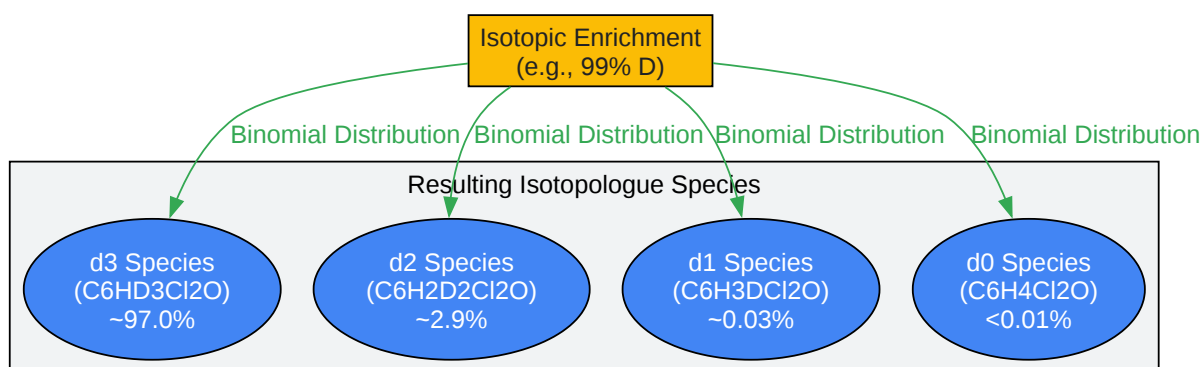 Isotopic Enrichment
(e.g., 99% D)
Binomial Distribution
Binomial Distribution
Binomial Distribution
Binomial Distribution
Resulting Isotopologue Species
d3 Species
(C6HD3Cl2O)
~97.0%
d2 Species
(C6H2D2Cl2O)
~2.9%
d1 Species
(C6H3DCl2O)
~0.03%
d0 Species
(C6H4Cl2O)
<0.01%